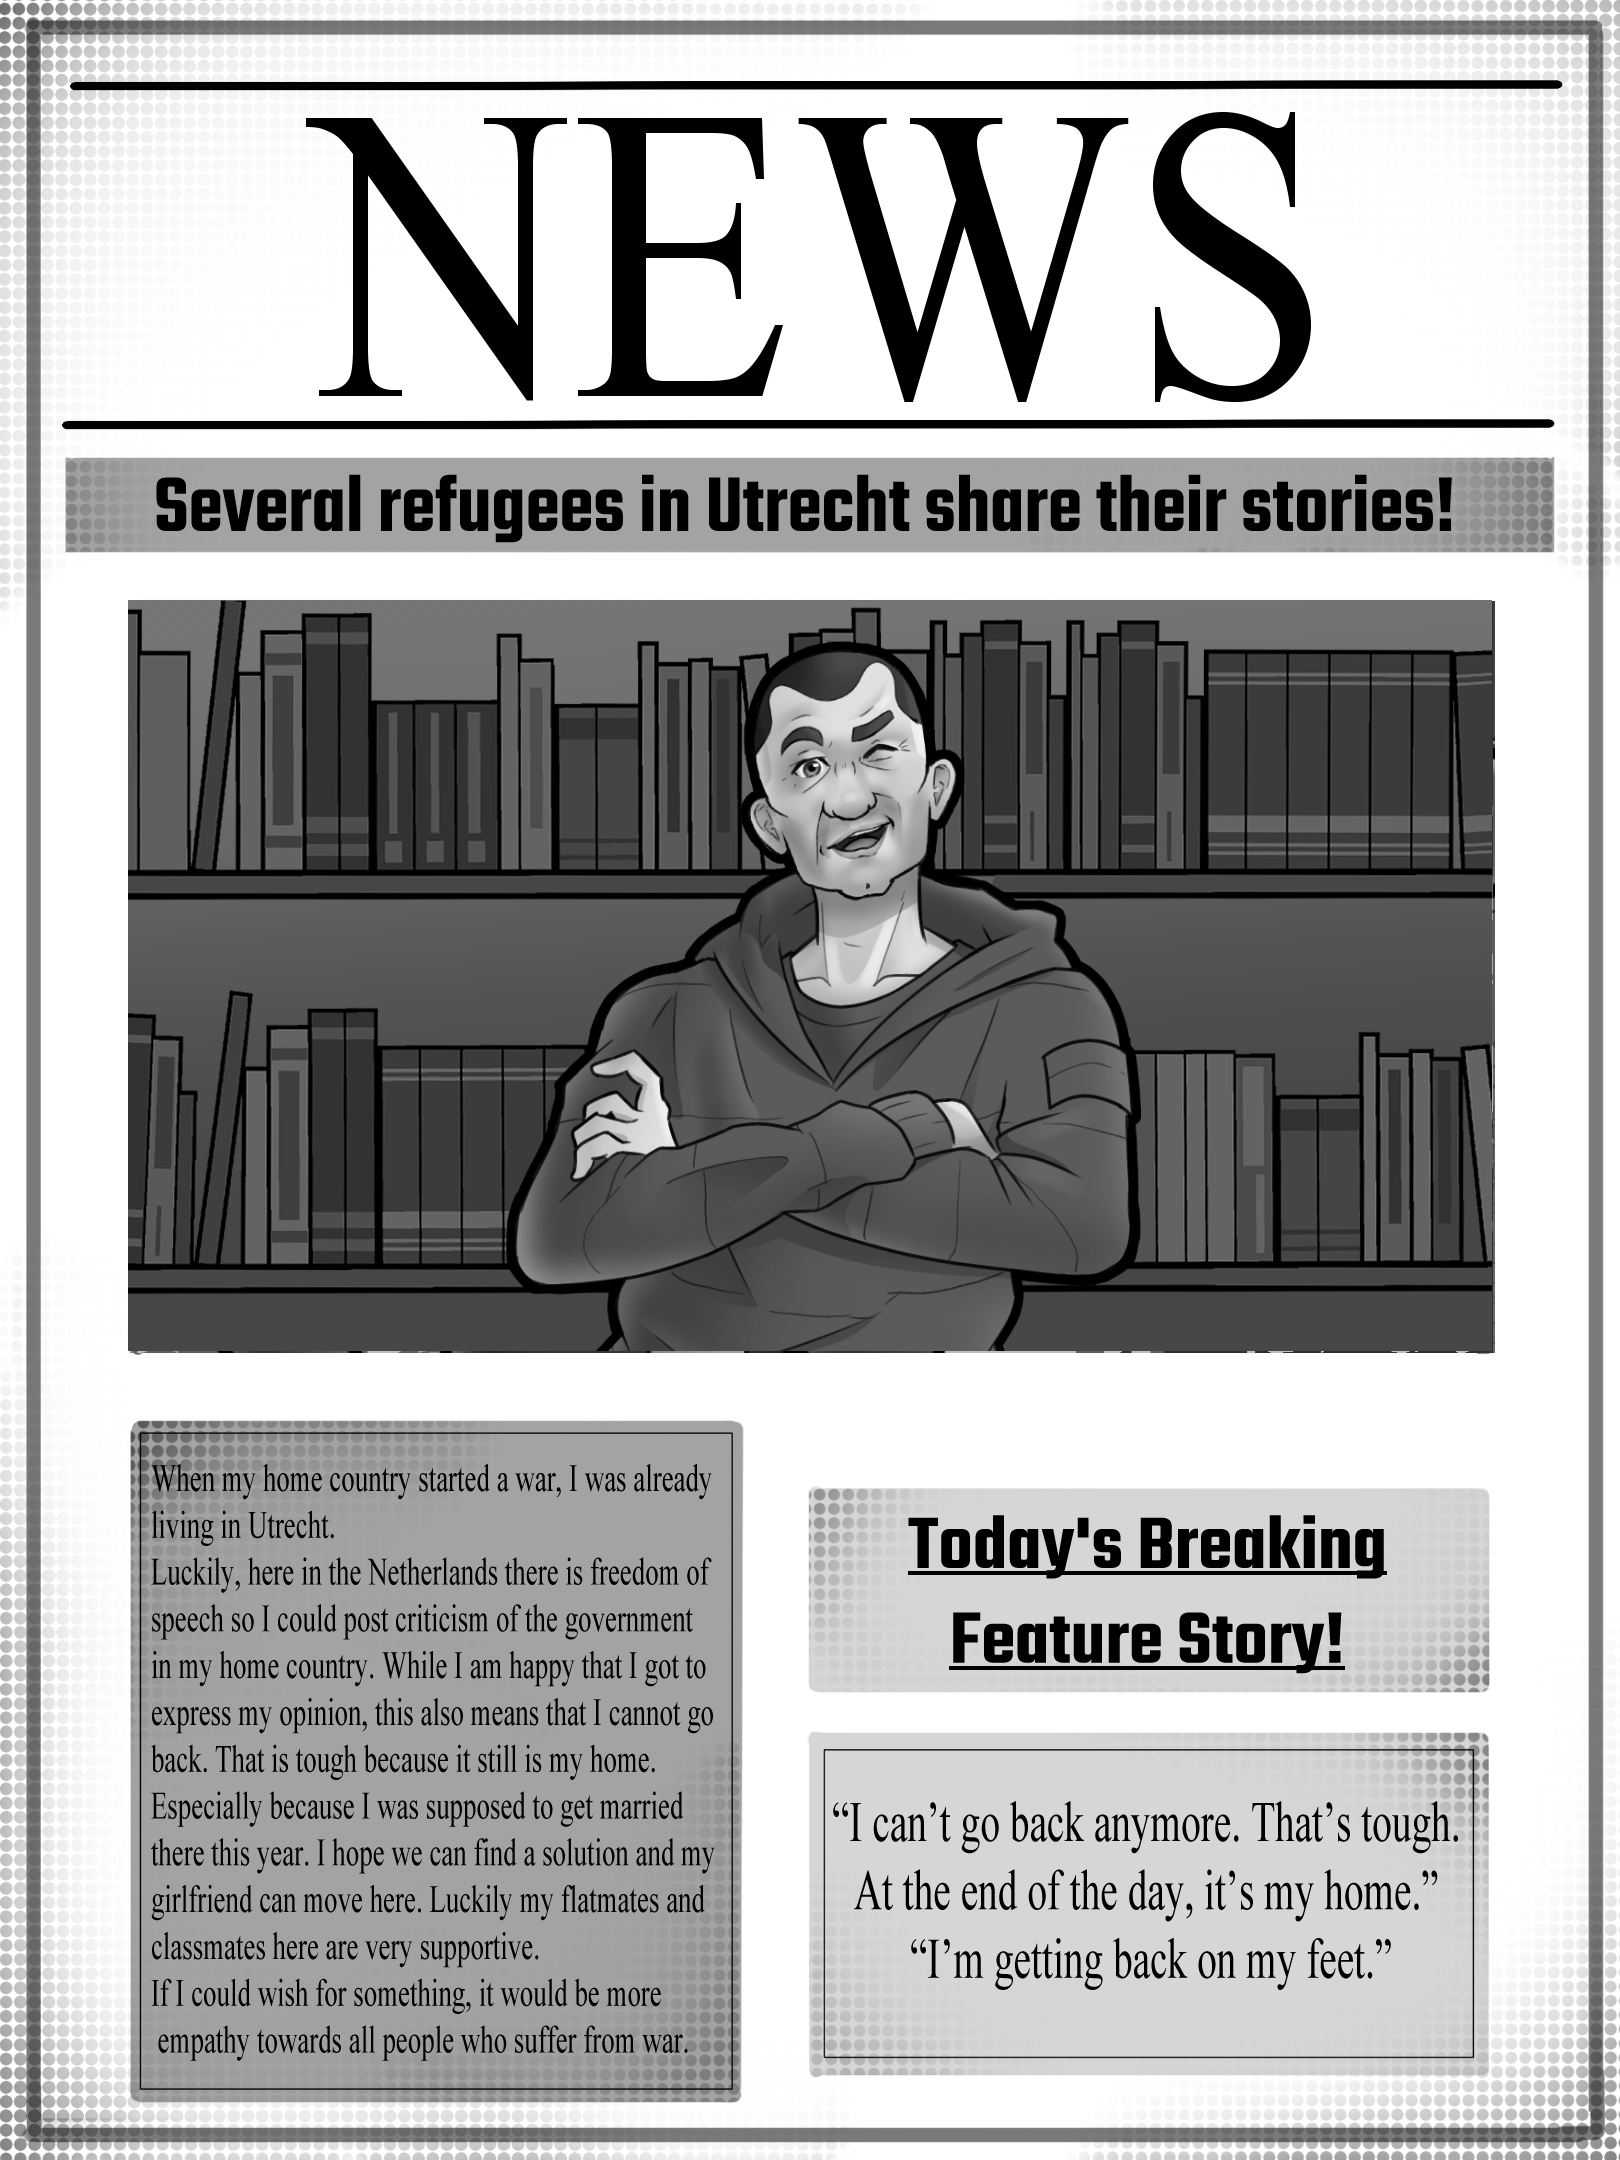 NEWS
Several refugees in Utrecht share their stories!
When my home country started a war, I was already
living in Utrecht.
Luckily, here in the Netherlands there is freedom of
speech so I could post criticism of the government
in my home country. While I am happy that I got to
express my opinion, this also means that I cannot go
back. That is tough because it still is my home.
Especially because I was supposed to get married
there this year. I hope we can find a solution and my
girlfriend can move here. Luckily my flatmates and
classmates here are very supportive.
If I could wish for something, it would be more
empathy towards all people who suffer from war.
Today's Breaking
Feature Story!
“I can’t go back anymore. That’s tough.
At the end of the day, it’s my home.”
“I’m getting back on my feet.”